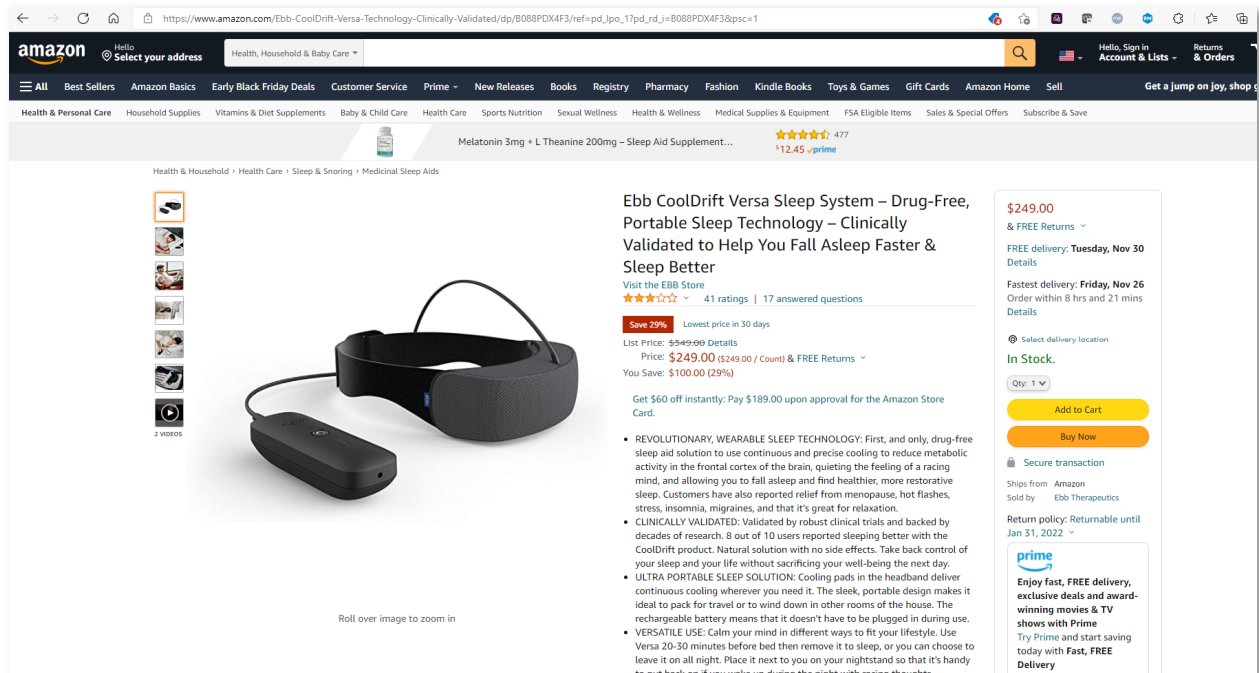 https://www.amazon.com/Ebb-CoolDrift-Versa-Technology-Clinically-Validated/dp/B088PDX4F3/ref=pd_lpo_1?pd_rd_i=B088PDX4F3&psc=1
amazon
Hello
Select your address
Health, Household & Baby Care
Hello, Sign in
Account & Lists
Returns
& Orders
All Best Sellers Amazon Basics Early Black Friday Deals Customer Service Prime New Releases Books Registry Pharmacy Fashion Kindle Books Toys & Games Gift Cards Amazon Home Sell Get a jump on joy, shop
Health & Personal Care Household Supplies Vitamins & Diet Supplements Baby & Child Care Health Care Sports Nutrition Sexual Wellness Health & Wellness Medical Supplies & Equipment FSA Eligible Items Sales & Special Offers Subscribe & Save
Melatonin 3mg + L Theanine 200mg – Sleep Aid Supplement...
477
$12.45 prime
Health & Household › Health Care › Sleep & Snoring › Medicinal Sleep Aids
2 VIDEOS
Roll over image to zoom in
Ebb CoolDrift Versa Sleep System – Drug-Free,
Portable Sleep Technology – Clinically
Validated to Help You Fall Asleep Faster &
Sleep Better
Visit the EBB Store
41 ratings | 17 answered questions
Save 29% Lowest price in 30 days
List Price: $349.00 Details
Price: $249.00 ($249.00 / Count) & FREE Returns
You Save: $100.00 (29%)
Get $60 off instantly: Pay $189.00 upon approval for the Amazon Store
Card.
• REVOLUTIONARY, WEARABLE SLEEP TECHNOLOGY: First, and only, drug-free
sleep aid solution to use continuous and precise cooling to reduce metabolic
activity in the frontal cortex of the brain, quieting the feeling of a racing
mind, and allowing you to fall asleep and find healthier, more restorative
sleep. Customers have also reported relief from menopause, hot flashes,
stress, insomnia, migraines, and that it's great for relaxation.
• CLINICALLY VALIDATED: Validated by robust clinical trials and backed by
decades of research. 8 out of 10 users reported sleeping better with the
CoolDrift product. Natural solution with no side effects. Take back control of
your sleep and your life without sacrificing your well-being the next day.
• ULTRA PORTABLE SLEEP SOLUTION: Cooling pads in the headband deliver
continuous cooling wherever you need it. The sleek, portable design makes it
ideal to pack for travel or to wind down in other rooms of the house. The
rechargeable battery means that it doesn't have to be plugged in during use.
• VERSATILE USE: Calm your mind in different ways to fit your lifestyle. Use
Versa 20-30 minutes before bed then remove it to sleep, or you can choose to
leave it on all night. Place it next to you on your nightstand so that it's handy
to put back on if you wake up during the night with racing thoughts
$249.00
& FREE Returns
FREE delivery: Tuesday, Nov 30
Details
Fastest delivery: Friday, Nov 26
Order within 8 hrs and 21 mins
Details
Select delivery location
In Stock.
Qty: 1
Add to Cart
Buy Now
Secure transaction
Ships from Amazon
Sold by Ebb Therapeutics
Return policy: Returnable until
Jan 31, 2022
prime
Enjoy fast, FREE delivery,
exclusive deals and award-
winning movies & TV
shows with Prime
Try Prime and start saving
today with Fast, FREE
Delivery